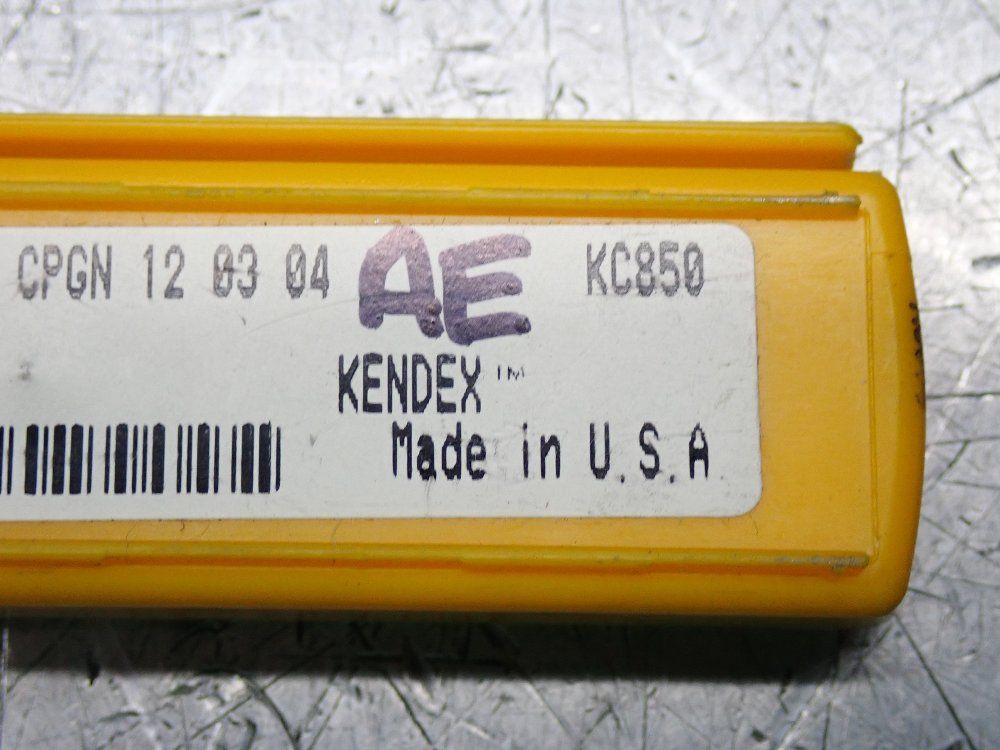 CPGN 12 03 04 AE KC850
KENDEX™
Made in U.S.A